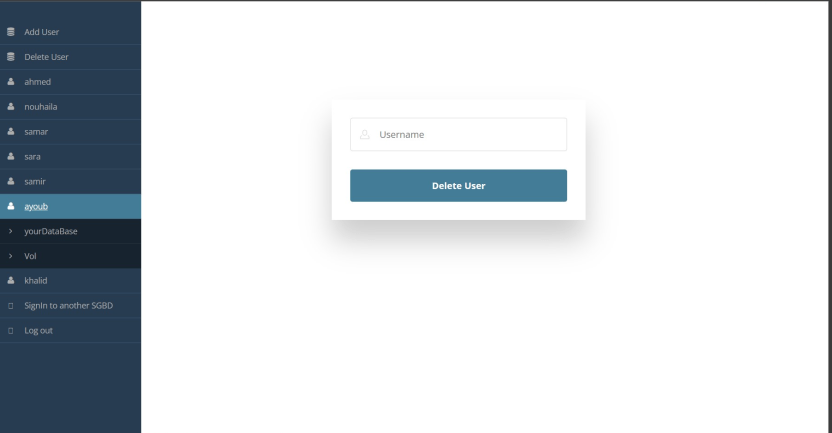 Add User
Delete User
ahmed
nouhaila
samar
sara
samir
ayoub
yourDataBase
Vol
khalid
SignIn to another SGBD
Log out
Username
Delete User